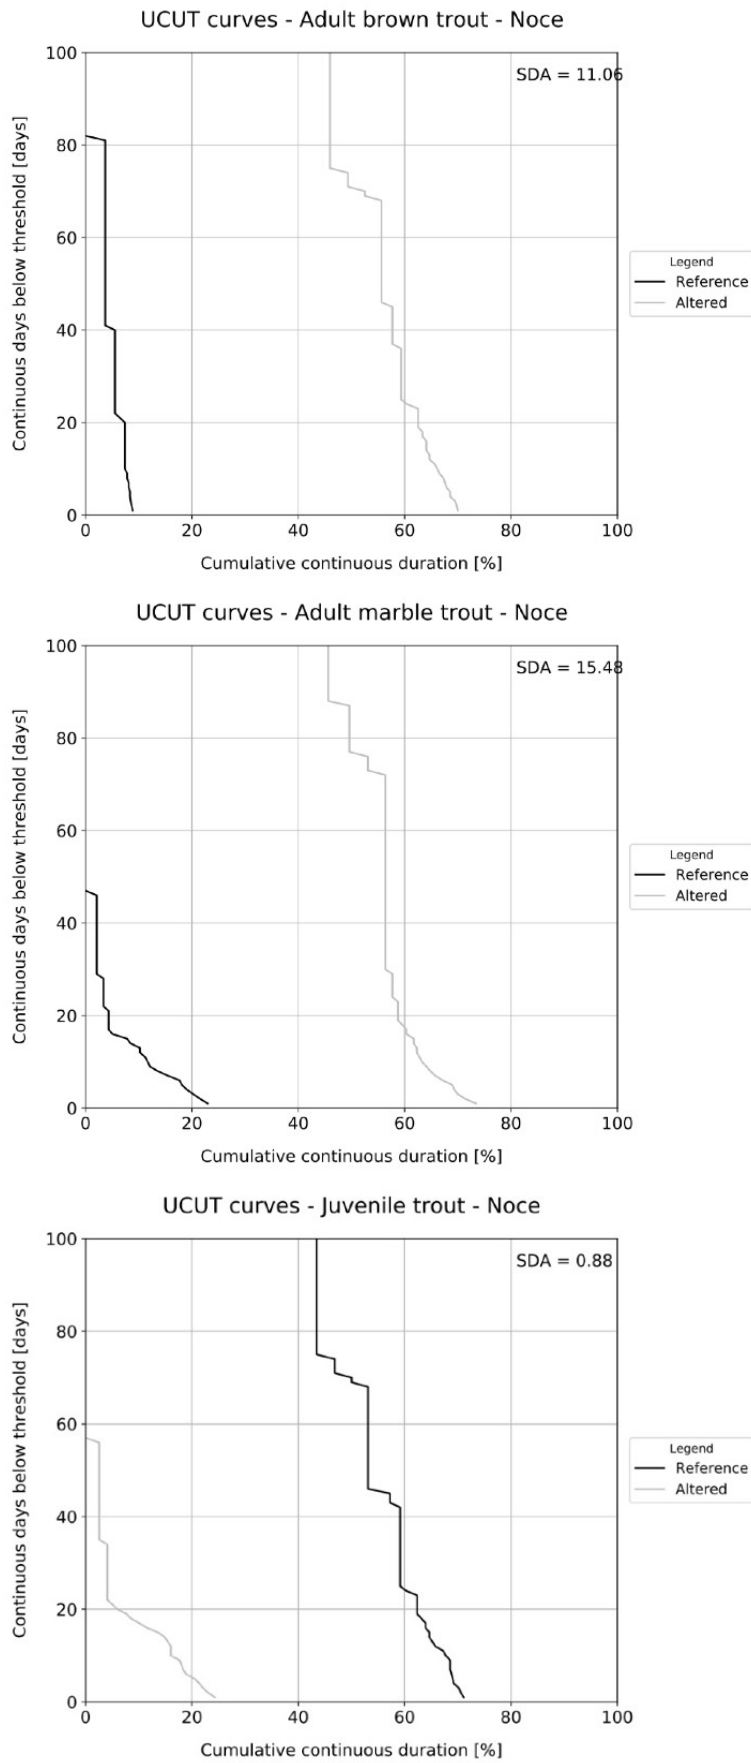 UCUT curves - Adult brown trout - Noce
SDA = 11.06
100
80
60
40
20
0
Continuous days below threshold [days]
0 20 40 60 80 100
Cumulative continuous duration [%]
Legend
Reference
Altered
UCUT curves - Adult marble trout - Noce
SDA = 15.48
100
80
60
40
20
0
Continuous days below threshold [days]
0 20 40 60 80 100
Cumulative continuous duration [%]
Legend
Reference
Altered
UCUT curves - Juvenile trout - Noce
SDA = 0.88
100
80
60
40
20
0
Continuous days below threshold [days]
0 20 40 60 80 100
Cumulative continuous duration [%]
Legend
Reference
Altered